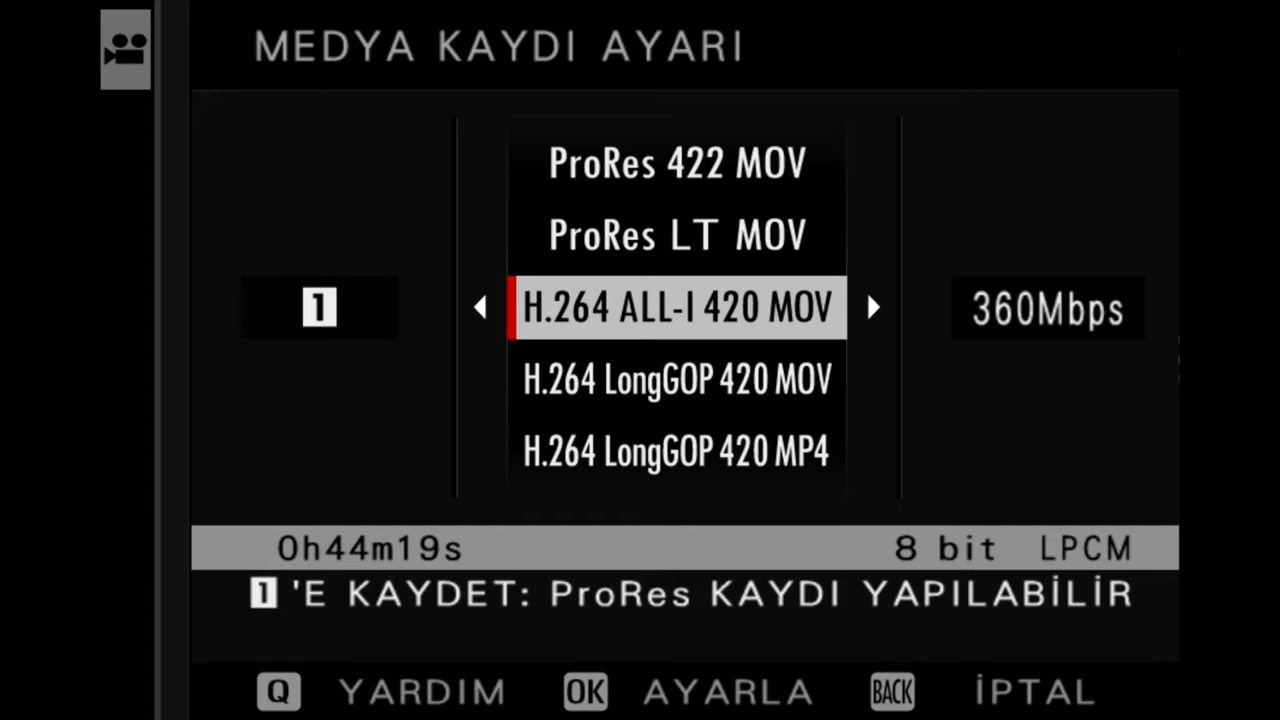 MEDYA KAYDI AYARI
ProRes 422 MOV
ProRes LT MOV
1 H.264 ALL-I 420 MOV 360Mbps
H.264 LongGOP 420 MOV
H.264 LongGOP 420 MP4
0h44m19s 8 bit LPCM
1 'E KAYDET: ProRes KAYDI YAPILABİLİR
Q YARDIM OK AYARLA BACK İPTAL